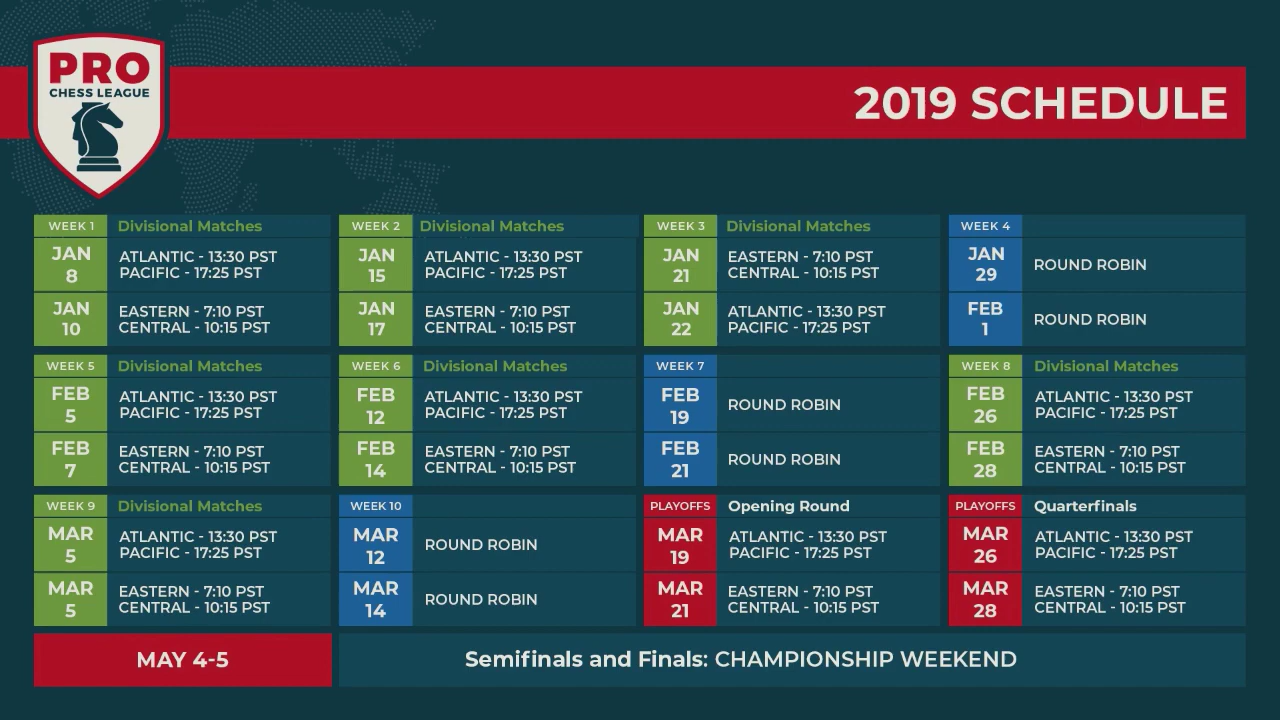 PRO
CHESS LEAGUE
2019 SCHEDULE
WEEK 1 Divisional Matches
JAN 8
ATLANTIC - 13:30 PST
PACIFIC - 17:25 PST
JAN 10
EASTERN - 7:10 PST
CENTRAL - 10:15 PST
WEEK 2 Divisional Matches
JAN 15
ATLANTIC - 13:30 PST
PACIFIC - 17:25 PST
JAN 17
EASTERN - 7:10 PST
CENTRAL - 10:15 PST
WEEK 3 Divisional Matches
JAN 21
EASTERN - 7:10 PST
CENTRAL - 10:15 PST
JAN 22
ATLANTIC - 13:30 PST
PACIFIC - 17:25 PST
WEEK 4
JAN 29
ROUND ROBIN
FEB 1
ROUND ROBIN
WEEK 5 Divisional Matches
FEB 5
ATLANTIC - 13:30 PST
PACIFIC - 17:25 PST
FEB 7
EASTERN - 7:10 PST
CENTRAL - 10:15 PST
WEEK 6 Divisional Matches
FEB 12
ATLANTIC - 13:30 PST
PACIFIC - 17:25 PST
FEB 14
EASTERN - 7:10 PST
CENTRAL - 10:15 PST
WEEK 7
FEB 19
ROUND ROBIN
FEB 21
ROUND ROBIN
WEEK 8 Divisional Matches
FEB 26
ATLANTIC - 13:30 PST
PACIFIC - 17:25 PST
FEB 28
EASTERN - 7:10 PST
CENTRAL - 10:15 PST
WEEK 9 Divisional Matches
MAR 5
ATLANTIC - 13:30 PST
PACIFIC - 17:25 PST
MAR 5
EASTERN - 7:10 PST
CENTRAL - 10:15 PST
WEEK 10
MAR 12
ROUND ROBIN
MAR 14
ROUND ROBIN
PLAYOFFS Opening Round
MAR 19
ATLANTIC - 13:30 PST
PACIFIC - 17:25 PST
MAR 21
EASTERN - 7:10 PST
CENTRAL - 10:15 PST
PLAYOFFS Quarterfinals
MAR 26
ATLANTIC - 13:30 PST
PACIFIC - 17:25 PST
MAR 28
EASTERN - 7:10 PST
CENTRAL - 10:15 PST
MAY 4-5
Semifinals and Finals: CHAMPIONSHIP WEEKEND